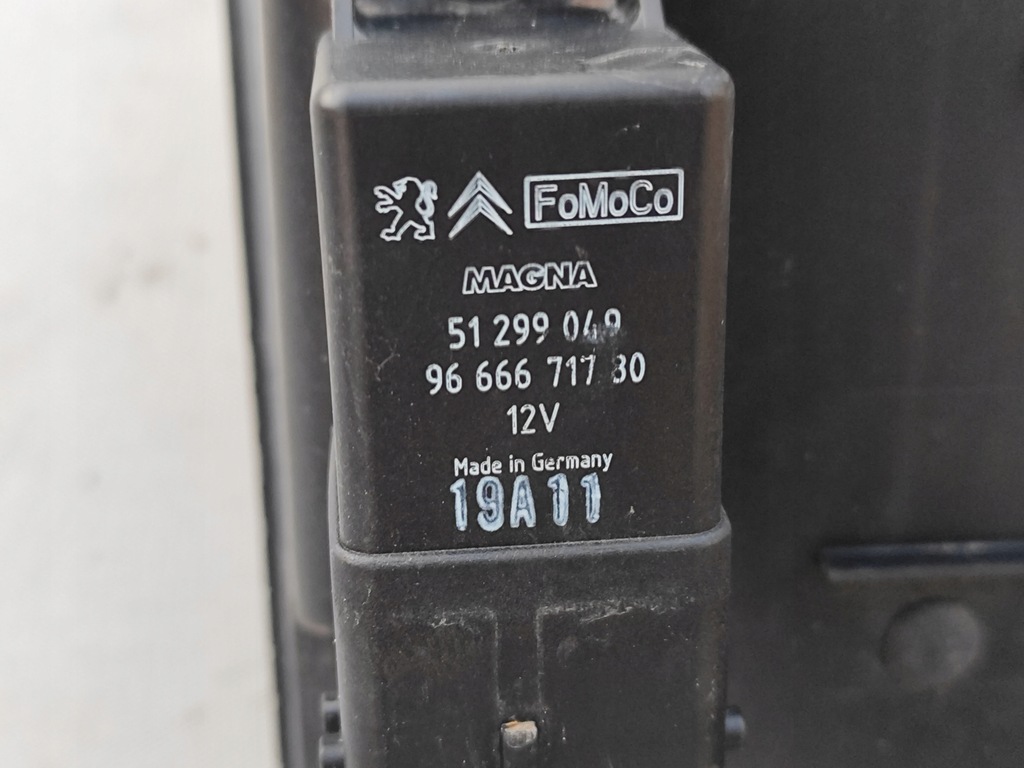 FoMoCo
MAGNA
51 299 049
96 666 717 80
12V
Made in Germany
19A11